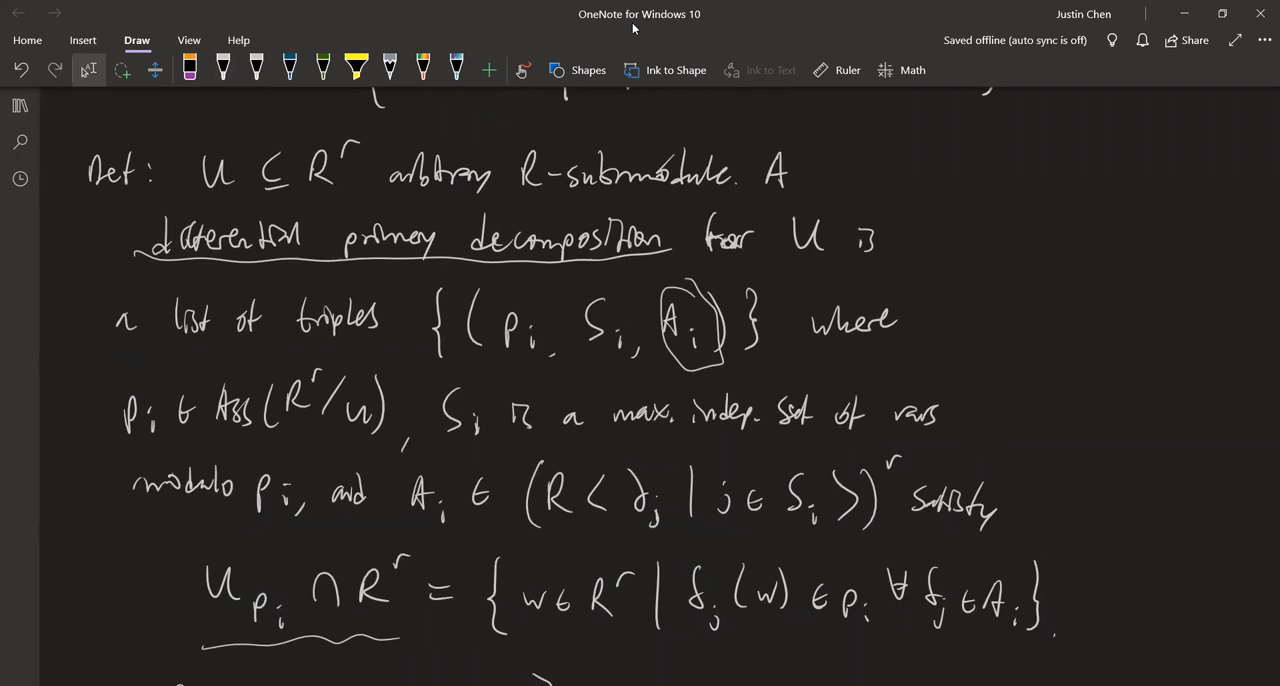 OneNote for Windows 10
Justin Chen
Home Insert Draw View Help
Saved offline (auto sync is off)
Share
Shapes
Ink to Shape
Ink to Text
Ruler
Math
Def: U ⊆ R^r arbitrary R-submodule. A
differential primary decomposition for U is
a list of triples {(p_i, S_i, A_i)} where
p_i ∈ Ass(R^r/U), S_i is a max. indep. set of vars
modulo p_i, and A_i ∈ (R<∂_j | j ∈ S_i>)^r satisfy
U_{p_i} ∩ R^r = {w ∈ R^r | δ_j(w) ∈ p_i ∀ δ_j ∈ A_i}.